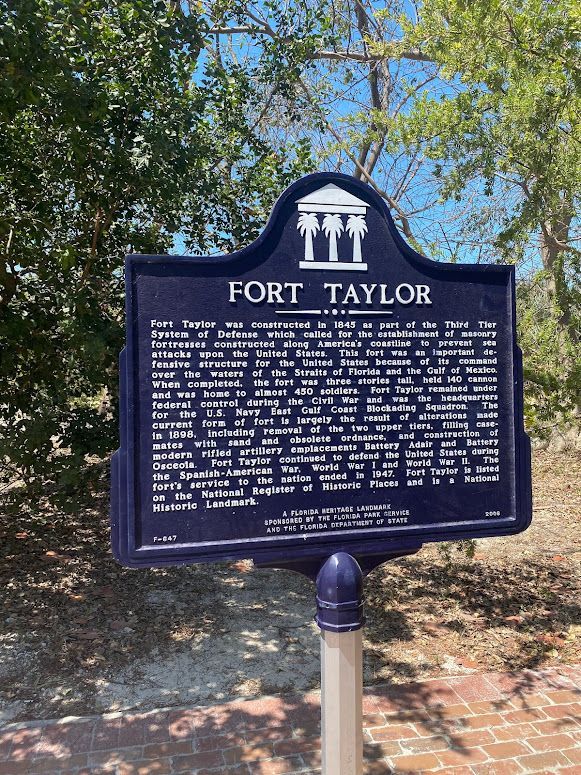 FORT TAYLOR
Fort Taylor was constructed in 1845 as part of the Third Tier
System of Defense which called for the establishment of masonry
fortresses constructed along America's coastline to prevent sea
attacks upon the United States. This fort was an important de-
fensive structure for the United States because of its command
over the waters of the Straits of Florida and the Gulf of Mexico.
When completed, the fort was three stories tall, held 140 cannon
and was home to almost 450 soldiers. Fort Taylor remained under
federal control during the Civil War and was the headquarters
for the U.S. Navy East Gulf Coast Blockading Squadron. The
current form of fort is largely the result of alterations made
in 1898, including removal of the two upper tiers, filling case-
mates with sand and obsolete ordnance, and construction of
modern rifled artillery emplacements Battery Adair and Battery
Osceola. Fort Taylor continued to defend the United States during
the Spanish-American War, World War I and World War II. The
fort's service to the nation ended in 1947. Fort Taylor is listed
on the National Register of Historic Places and is a National
Historic Landmark.
A FLORIDA HERITAGE LANDMARK
SPONSORED BY THE FLORIDA PARK SERVICE
AND THE FLORIDA DEPARTMENT OF STATE
F-647
2006